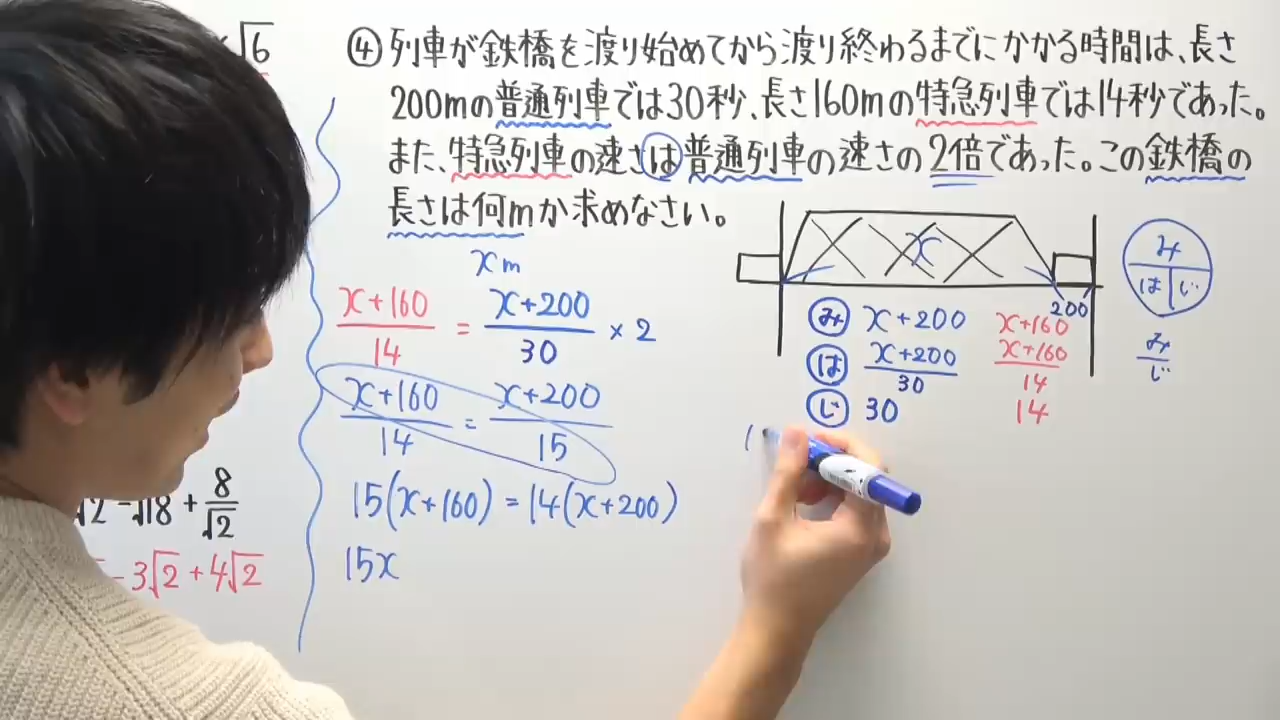 √6
④列車が鉄橋を渡り始めてから渡り終わるまでにかかる時間は、長さ
200mの普通列車では30秒、長さ160mの特急列車では14秒であった。
また、特急列車の速さは普通列車の速さの2倍であった。この鉄橋の
長さは何mか求めなさい。
xm
x+160/14 = x+200/30 × 2
x+160/14 = x+200/15
15(x+160) = 14(x+200)
15x
x
200
み x+200 x+160
は x+200/30 x+160/14
じ 30 14
み
は じ
み/じ
2 - √18 + 8/√2
- 3√2 + 4√2